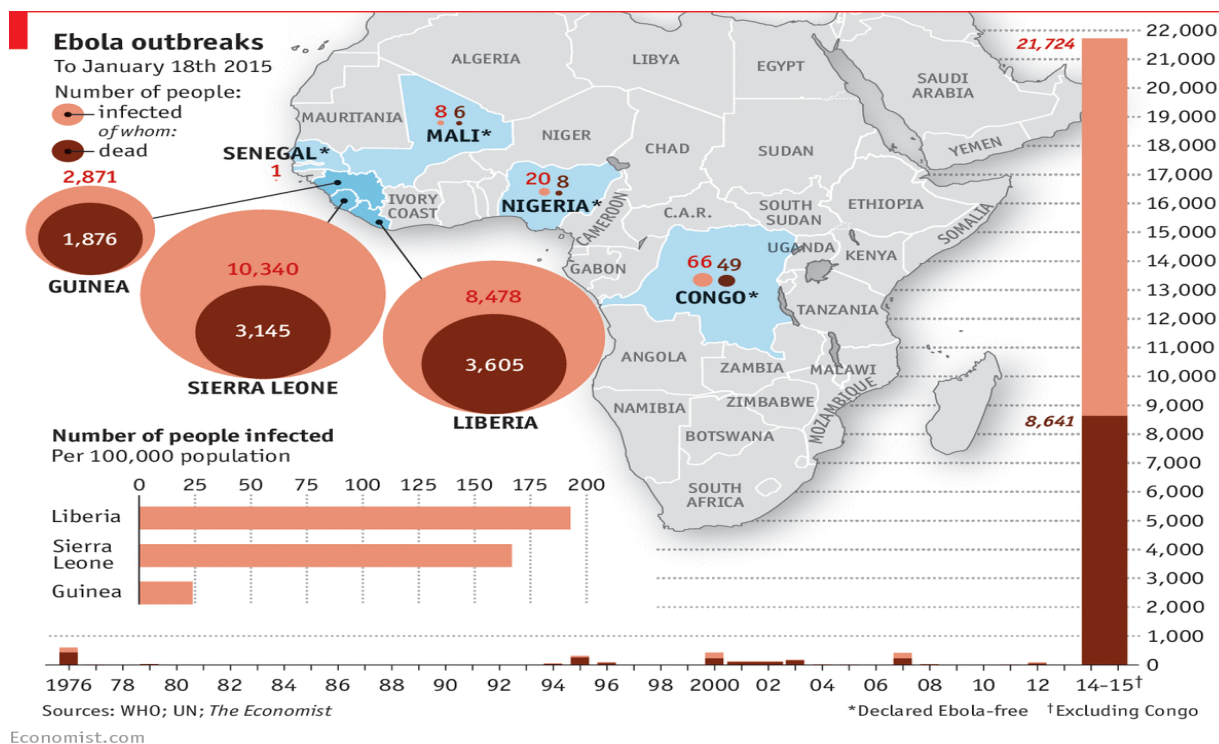 Ebola outbreaks
To January 18th 2015
Number of people:
infected
of whom:
dead
2,871
1,876
GUINEA
10,340
3,145
SIERRA LEONE
8,478
3,605
LIBERIA
SENEGAL*
1
8 6
MALI*
20 8
NIGERIA*
66 49
CONGO*
ALGERIA
LIBYA
EGYPT
SAUDI
ARABIA
MAURITANIA
NIGER
CHAD
SUDAN
YEMEN
IVORY
COAST
CAMEROON
C.A.R.
SOUTH
SUDAN
ETHIOPIA
SOMALIA
UGANDA
KENYA
GABON
TANZANIA
ANGOLA
ZAMBIA
MALAWI
MOZAMBIQUE
NAMIBIA
ZIMBABWE
BOTSWANA
SOUTH
AFRICA
21,724
8,641
22,000
21,000
20,000
19,000
18,000
17,000
16,000
15,000
14,000
13,000
12,000
11,000
10,000
9,000
8,000
7,000
6,000
5,000
4,000
3,000
2,000
1,000
0
Number of people infected
Per 100,000 population
0 25 50 75 100 125 150 175 200
Liberia
Sierra
Leone
Guinea
1976 78 80 82 84 86 88 90 92 94 96 98 2000 02 04 06 08 10 12 14–15†
Sources: WHO; UN; The Economist
*Declared Ebola-free †Excluding Congo
Economist.com